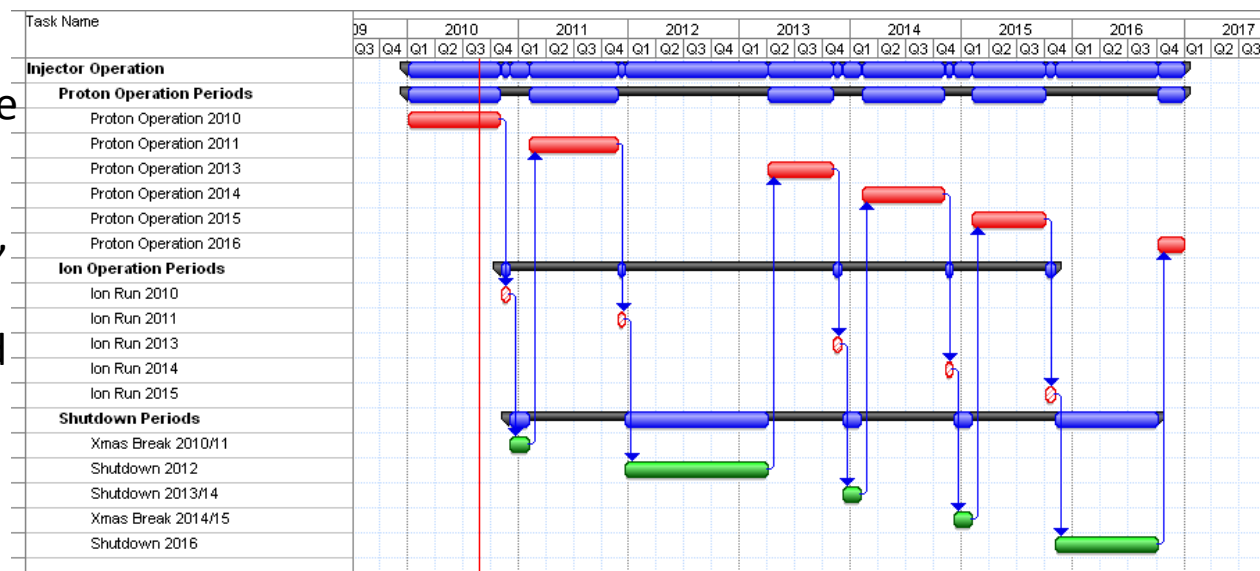 Task Name
09 2010 2011 2012 2013 2014 2015 2016 2017
Q3 Q4 Q1 Q2 Q3 Q4 Q1 Q2 Q3 Q4 Q1 Q2 Q3 Q4 Q1 Q2 Q3 Q4 Q1 Q2 Q3 Q4 Q1 Q2 Q3 Q4 Q1 Q2 Q3 Q4 Q1 Q2 Q3
Injector Operation
e
Proton Operation Periods
Proton Operation 2010
Proton Operation 2011
Proton Operation 2013
Proton Operation 2014
Proton Operation 2015
,
Proton Operation 2016
Ion Operation Periods
Ion Run 2010
Ion Run 2011
Ion Run 2013
Ion Run 2014
Ion Run 2015
Shutdown Periods
Xmas Break 2010/11
Shutdown 2012
Shutdown 2013/14
Xmas Break 2014/15
Shutdown 2016